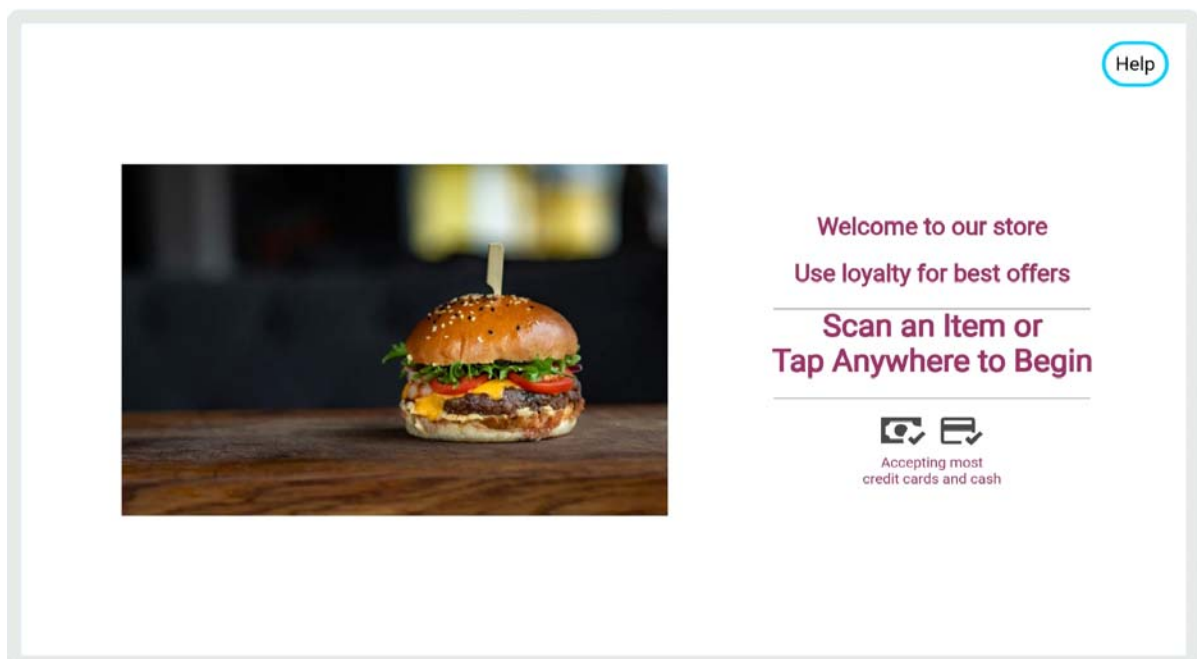 Help
Welcome to our store
Use loyalty for best offers
Scan an Item or
Tap Anywhere to Begin
Accepting most
credit cards and cash